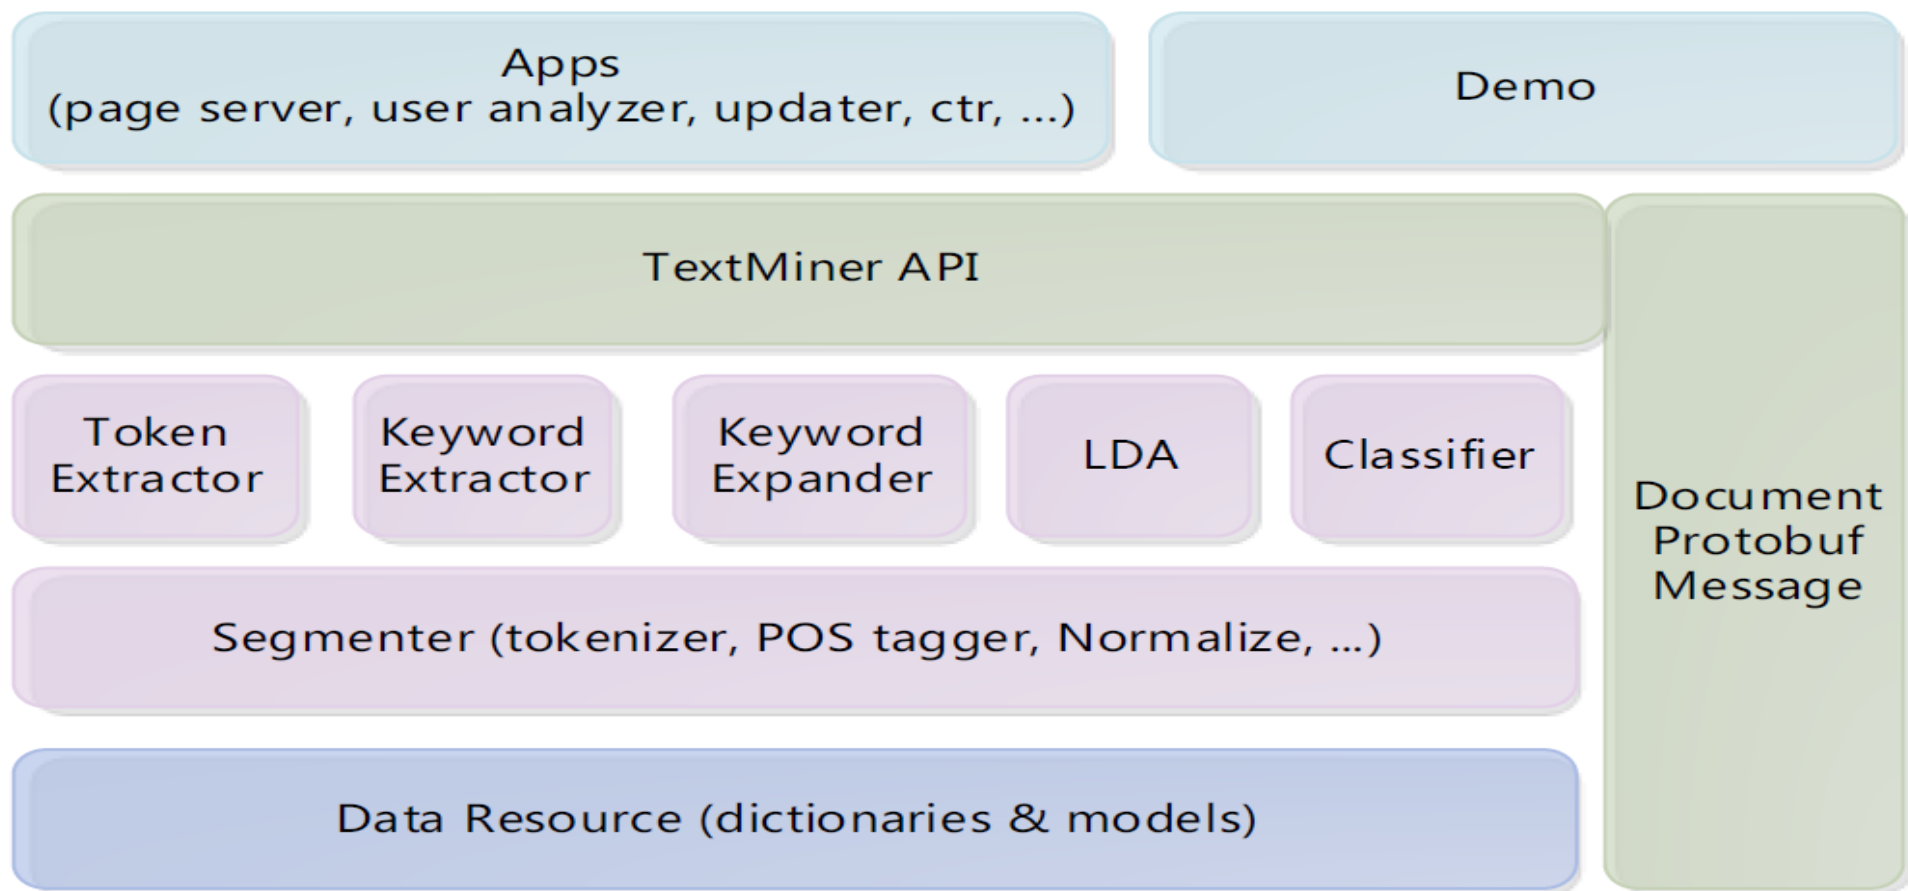 Apps
(page server, user analyzer, updater, ctr, ...)
Demo
TextMiner API
Token
Extractor
Keyword
Extractor
Keyword
Expander
LDA
Classifier
Document
Protobuf
Message
Segmenter (tokenizer, POS tagger, Normalize, ...)
Data Resource (dictionaries & models)